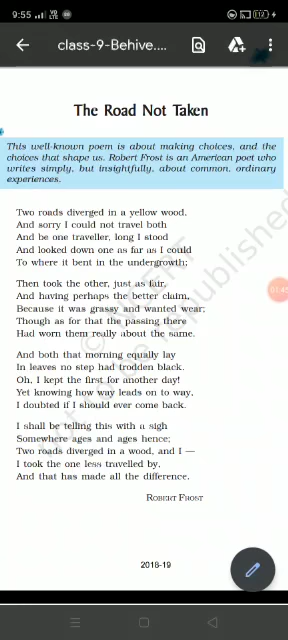 9:55
112
class-9-Behive....
The Road Not Taken
This well-known poem is about making choices, and the
choices that shape us. Robert Frost is an American poet who
writes simply, but insightfully, about common, ordinary
experiences.
Two roads diverged in a yellow wood,
And sorry I could not travel both
And be one traveller, long I stood
And looked down one as far as I could
To where it bent in the undergrowth;
Then took the other, just as fair,
And having perhaps the better claim,
Because it was grassy and wanted wear;
Though as for that the passing there
Had worn them really about the same.
And both that morning equally lay
In leaves no step had trodden black.
Oh, I kept the first for another day!
Yet knowing how way leads on to way,
I doubted if I should ever come back.
I shall be telling this with a sigh
Somewhere ages and ages hence;
Two roads diverged in a wood, and I —
I took the one less travelled by,
And that has made all the difference.
ROBERT FROST
01:45
© NCERT
not to be republished
2018-19